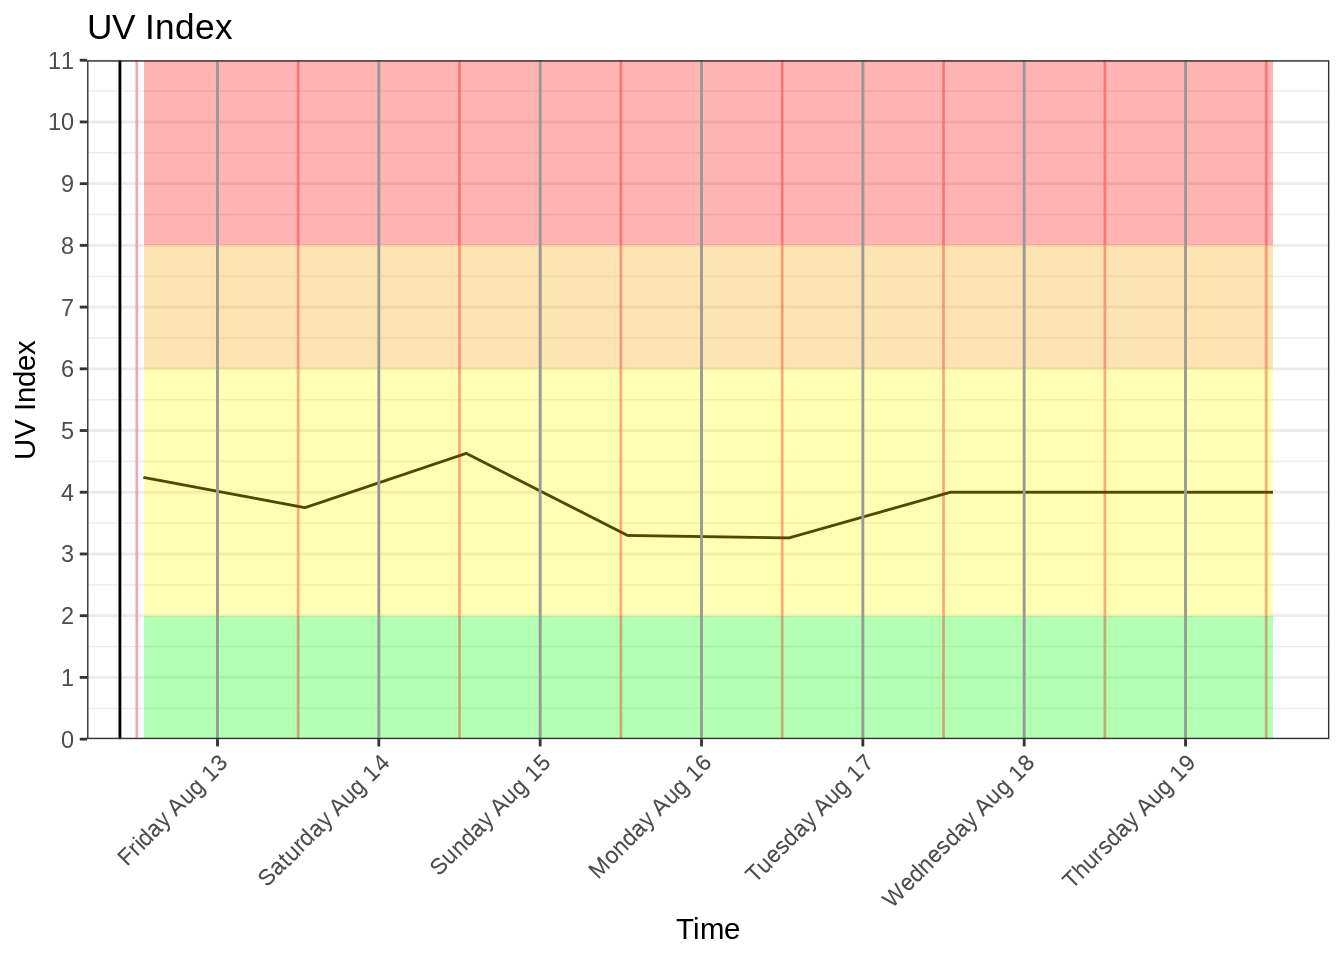 UV Index
11
10
9
8
7
6
5
4
3
2
1
0
UV Index
Friday Aug 13
Saturday Aug 14
Sunday Aug 15
Monday Aug 16
Tuesday Aug 17
Wednesday Aug 18
Thursday Aug 19
Time